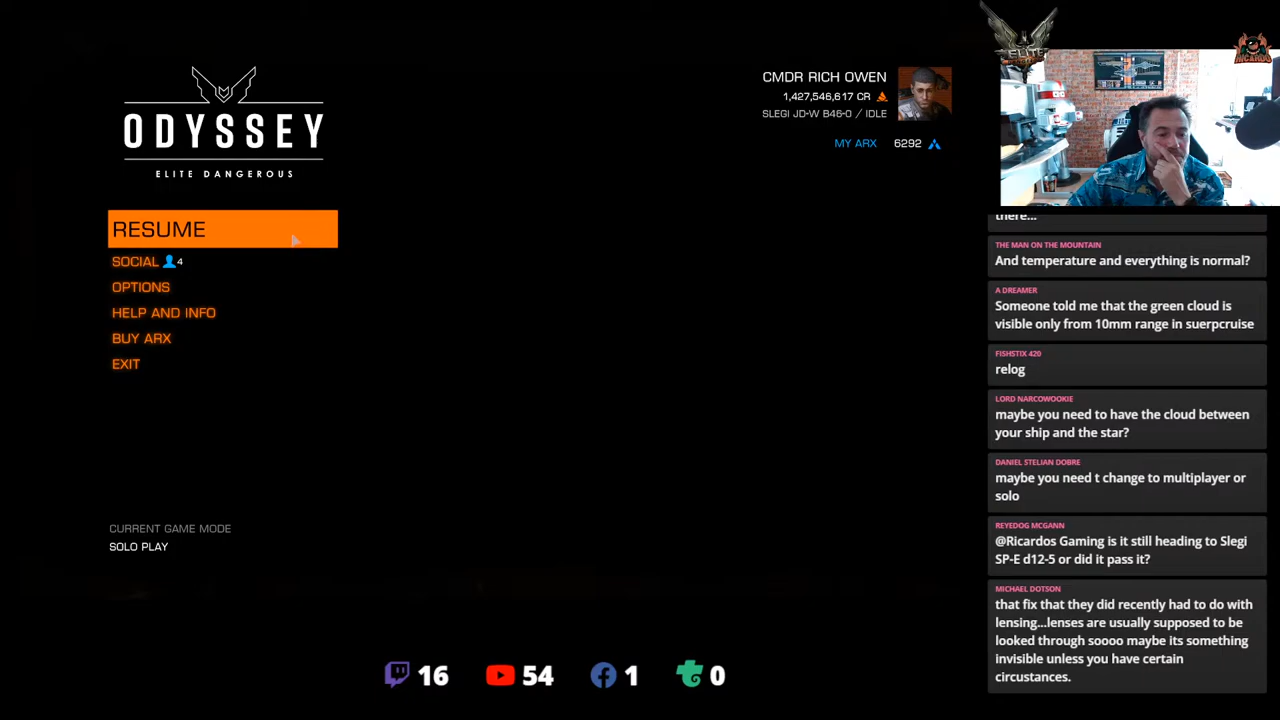 ODYSSEY
ELITE DANGEROUS
CMDR RICH OWEN
1,427,546,617 CR
SLEGI JD-W B46-0 / IDLE
MY ARX 6292
RESUME
SOCIAL 4
OPTIONS
HELP AND INFO
BUY ARX
EXIT
CURRENT GAME MODE
SOLO PLAY
16 54 1 0
ELITE
RICARDO
there...
THE MAN ON THE MOUNTAIN
And temperature and everything is normal?
A DREAMER
Someone told me that the green cloud is
visible only from 10mm range in suerpcruise
FISHSTIX 420
relog
LORD NARCOWOOKIE
maybe you need to have the cloud between
your ship and the star?
DANIEL STELIAN DOBRE
maybe you need t change to multiplayer or
solo
REYEDOG MCGANN
@Ricardos Gaming is it still heading to Slegi
SP-E d12-5 or did it pass it?
MICHAEL DOTSON
that fix that they did recently had to do with
lensing...lenses are usually supposed to be
looked through soooo maybe its something
invisible unless you have certain
circustances.